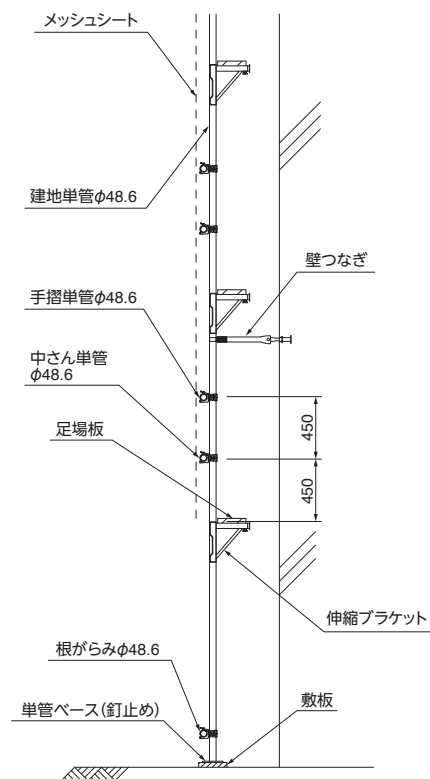 メッシュシート
建地単管φ48.6
壁つなぎ
手摺単管φ48.6
中さん単管
φ48.6
足場板
450
450
伸縮ブラケット
根がらみφ48.6
単管ベース(釘止め)
敷板